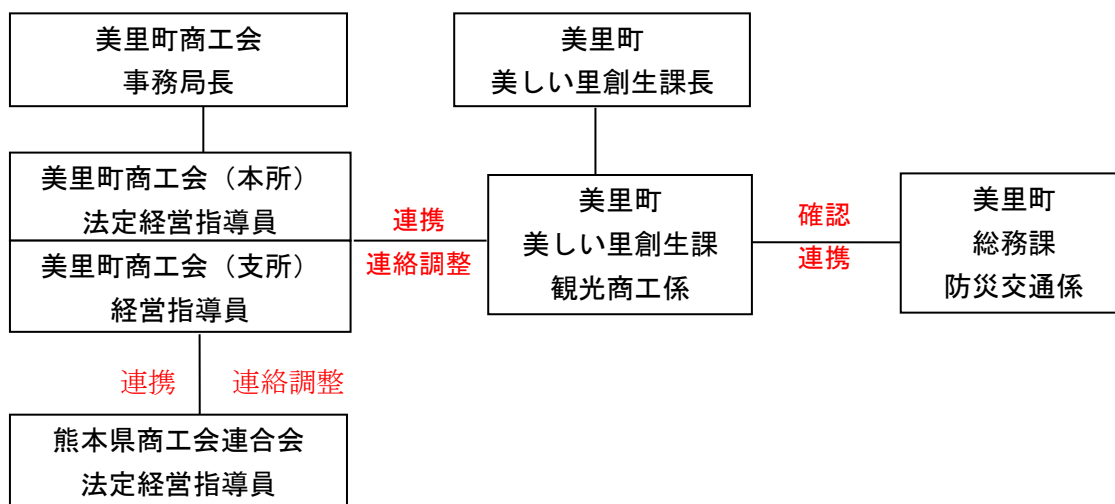 美里町商工会
事務局長
美里町
美しい里創生課長
美里町商工会（本所）
法定経営指導員
美里町商工会（支所）
経営指導員
連携
連絡調整
美里町
美しい里創生課
観光商工係
確認
連携
美里町
総務課
防災交通係
連携　連絡調整
熊本県商工会連合会
法定経営指導員